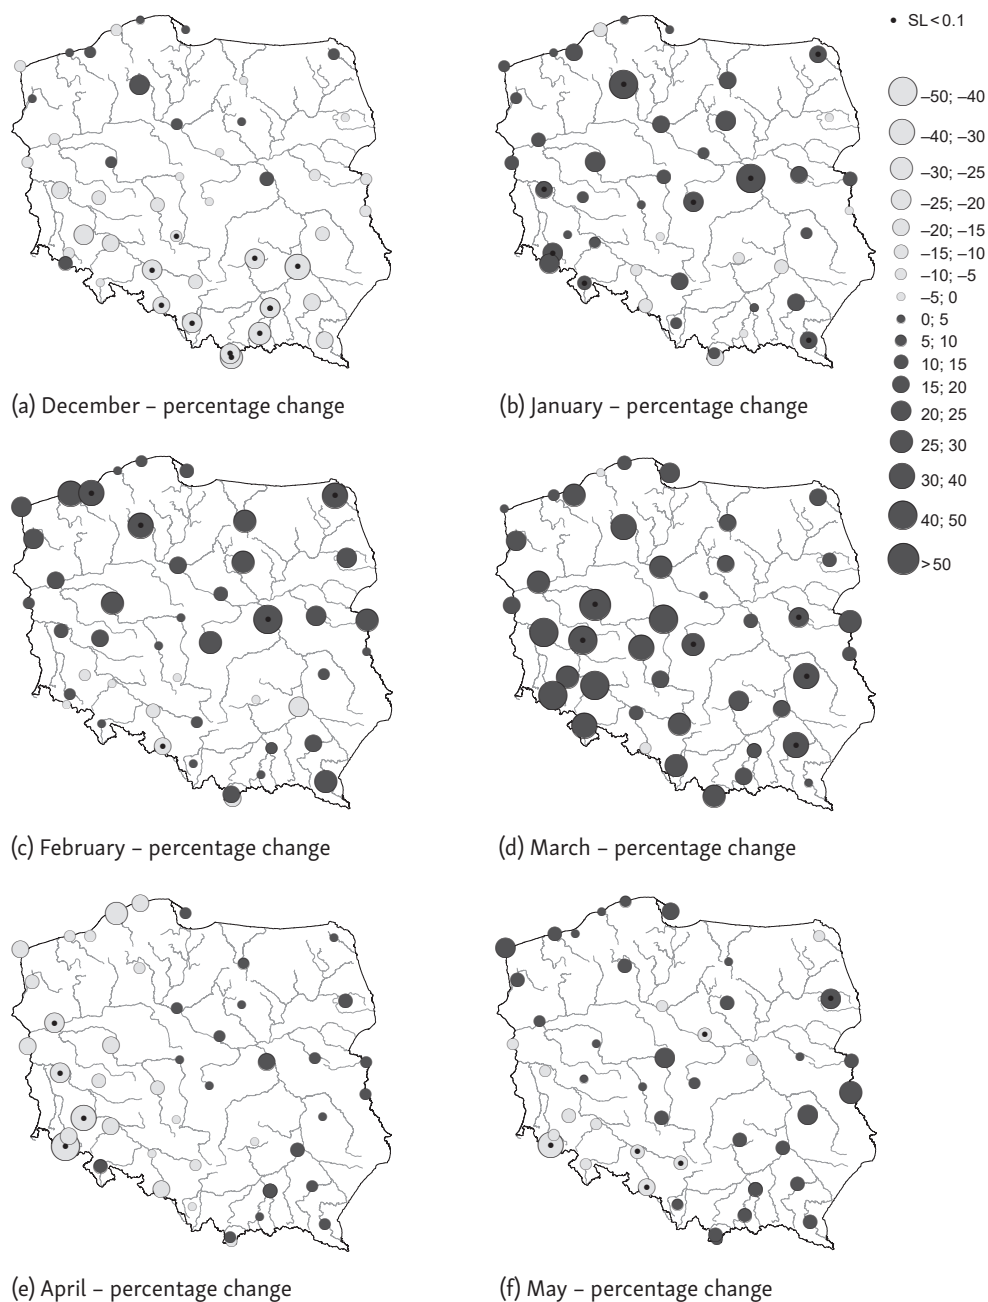 SL < 0.1
–50; –40
–40; –30
–30; –25
–25; –20
–20; –15
–15; –10
–10; –5
–5; 0
0; 5
5; 10
10; 15
15; 20
20; 25
25; 30
30; 40
40; 50
> 50
(a) December – percentage change
(b) January – percentage change
(c) February – percentage change
(d) March – percentage change
(e) April – percentage change
(f) May – percentage change